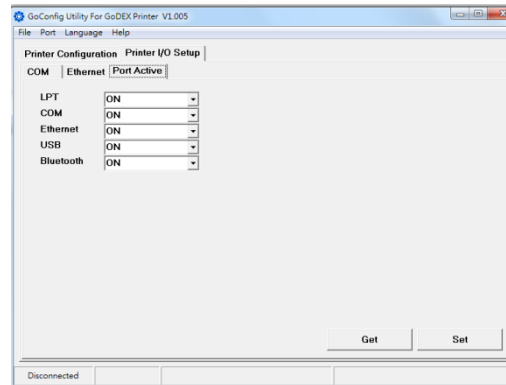 GoConfig Utility For GoDEX Printer V1.005
File Port Language Help
Printer Configuration Printer I/O Setup
COM Ethernet Port Active
LPT ON
COM ON
Ethernet ON
USB ON
Bluetooth ON
Get Set
Disconnected